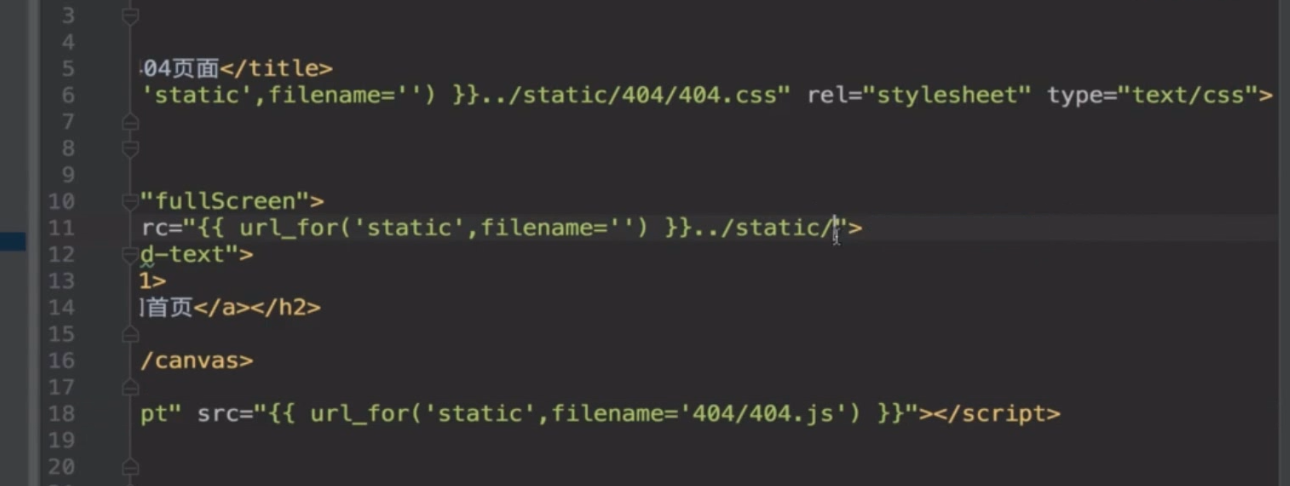 3
4
5 04页面</title>
6 'static',filename='') }}../static/404/404.css" rel="stylesheet" type="text/css">
7
8
9
10 "fullScreen">
11 rc="{{ url_for('static',filename='') }}../static/">
12 d-text">
13 1>
14 首页</a></h2>
15
16 /canvas>
17
18 pt" src="{{ url_for('static',filename='404/404.js') }}"></script>
19
20